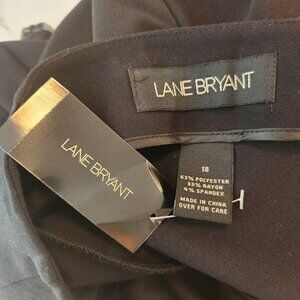 LANE BRYANT
LANE BRYANT
18
63% POLYESTER
33% RAYON
4% SPANDEX
MADE IN CHINA
OVER FOR CARE